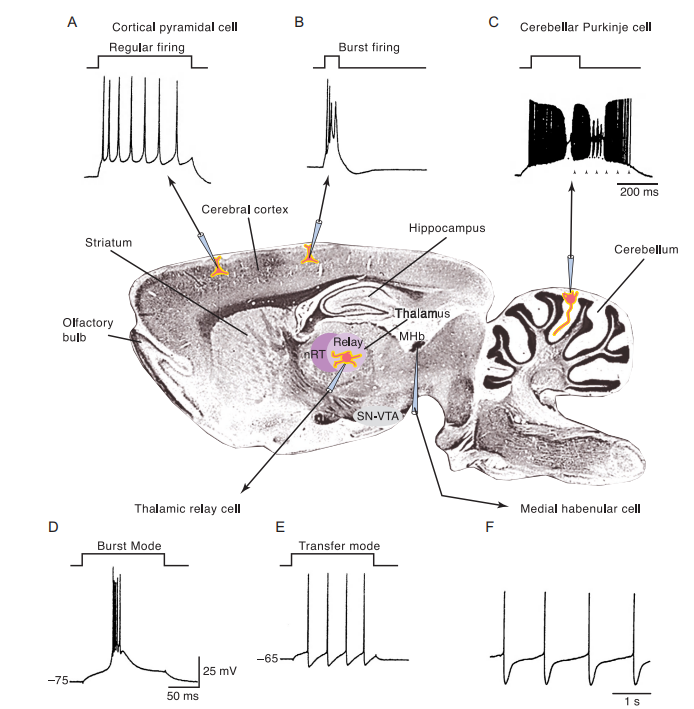 A
Cortical pyramidal cell
B
C
Cerebellar Purkinje cell
Regular firing
Burst firing
200 ms
Cerebral cortex
Striatum
Hippocampus
Cerebellum
Thalamus
Olfactory
bulb
MHb
Relay
nRT
SN-VTA
Thalamic relay cell
Medial habenular cell
D
E
F
Burst Mode
Transfer mode
–65
25 mV
–75
50 ms
1 s